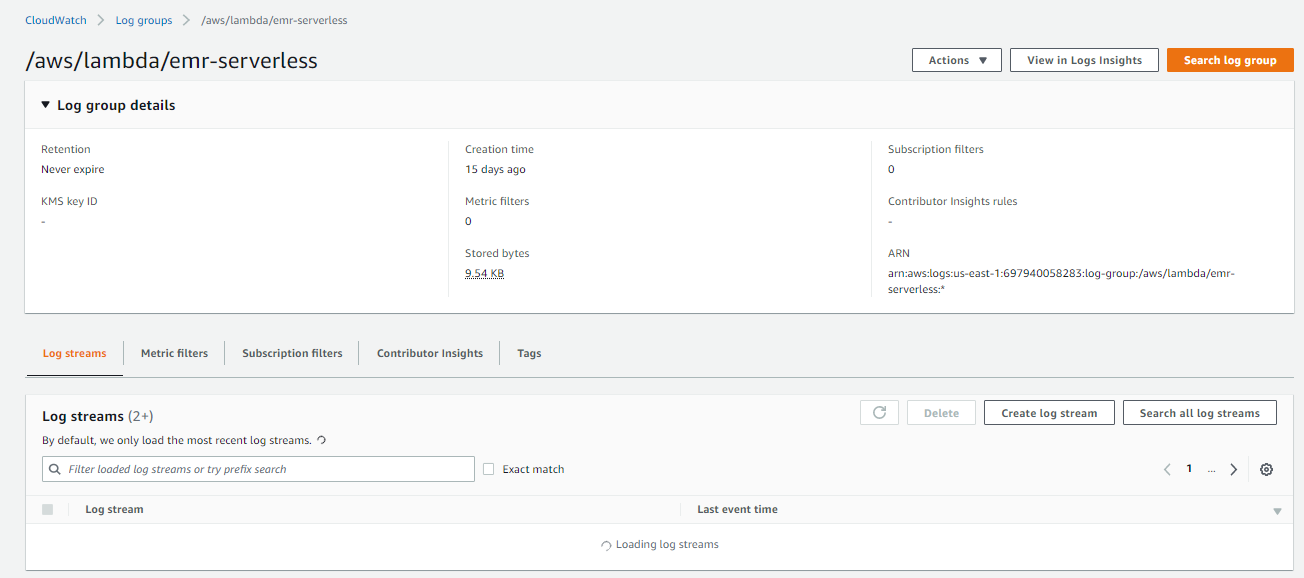 CloudWatch > Log groups > /aws/lambda/emr-serverless
/aws/lambda/emr-serverless
Actions ▼ View in Logs Insights Search log group
▼ Log group details
Retention
Never expire
KMS key ID
-
Creation time
15 days ago
Metric filters
0
Stored bytes
9.54 KB
Subscription filters
0
Contributor Insights rules
-
ARN
arn:aws:logs:us-east-1:697940058283:log-group:/aws/lambda/emr-
serverless:*
Log streams Metric filters Subscription filters Contributor Insights Tags
Log streams (2+)
Delete Create log stream Search all log streams
By default, we only load the most recent log streams.
Filter loaded log streams or try prefix search Exact match < 1 ... >
Log stream Last event time
Loading log streams